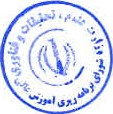 وزارت علوم، تحقیقات و فناوری
شورای برنامه ریزی آموزش عالی